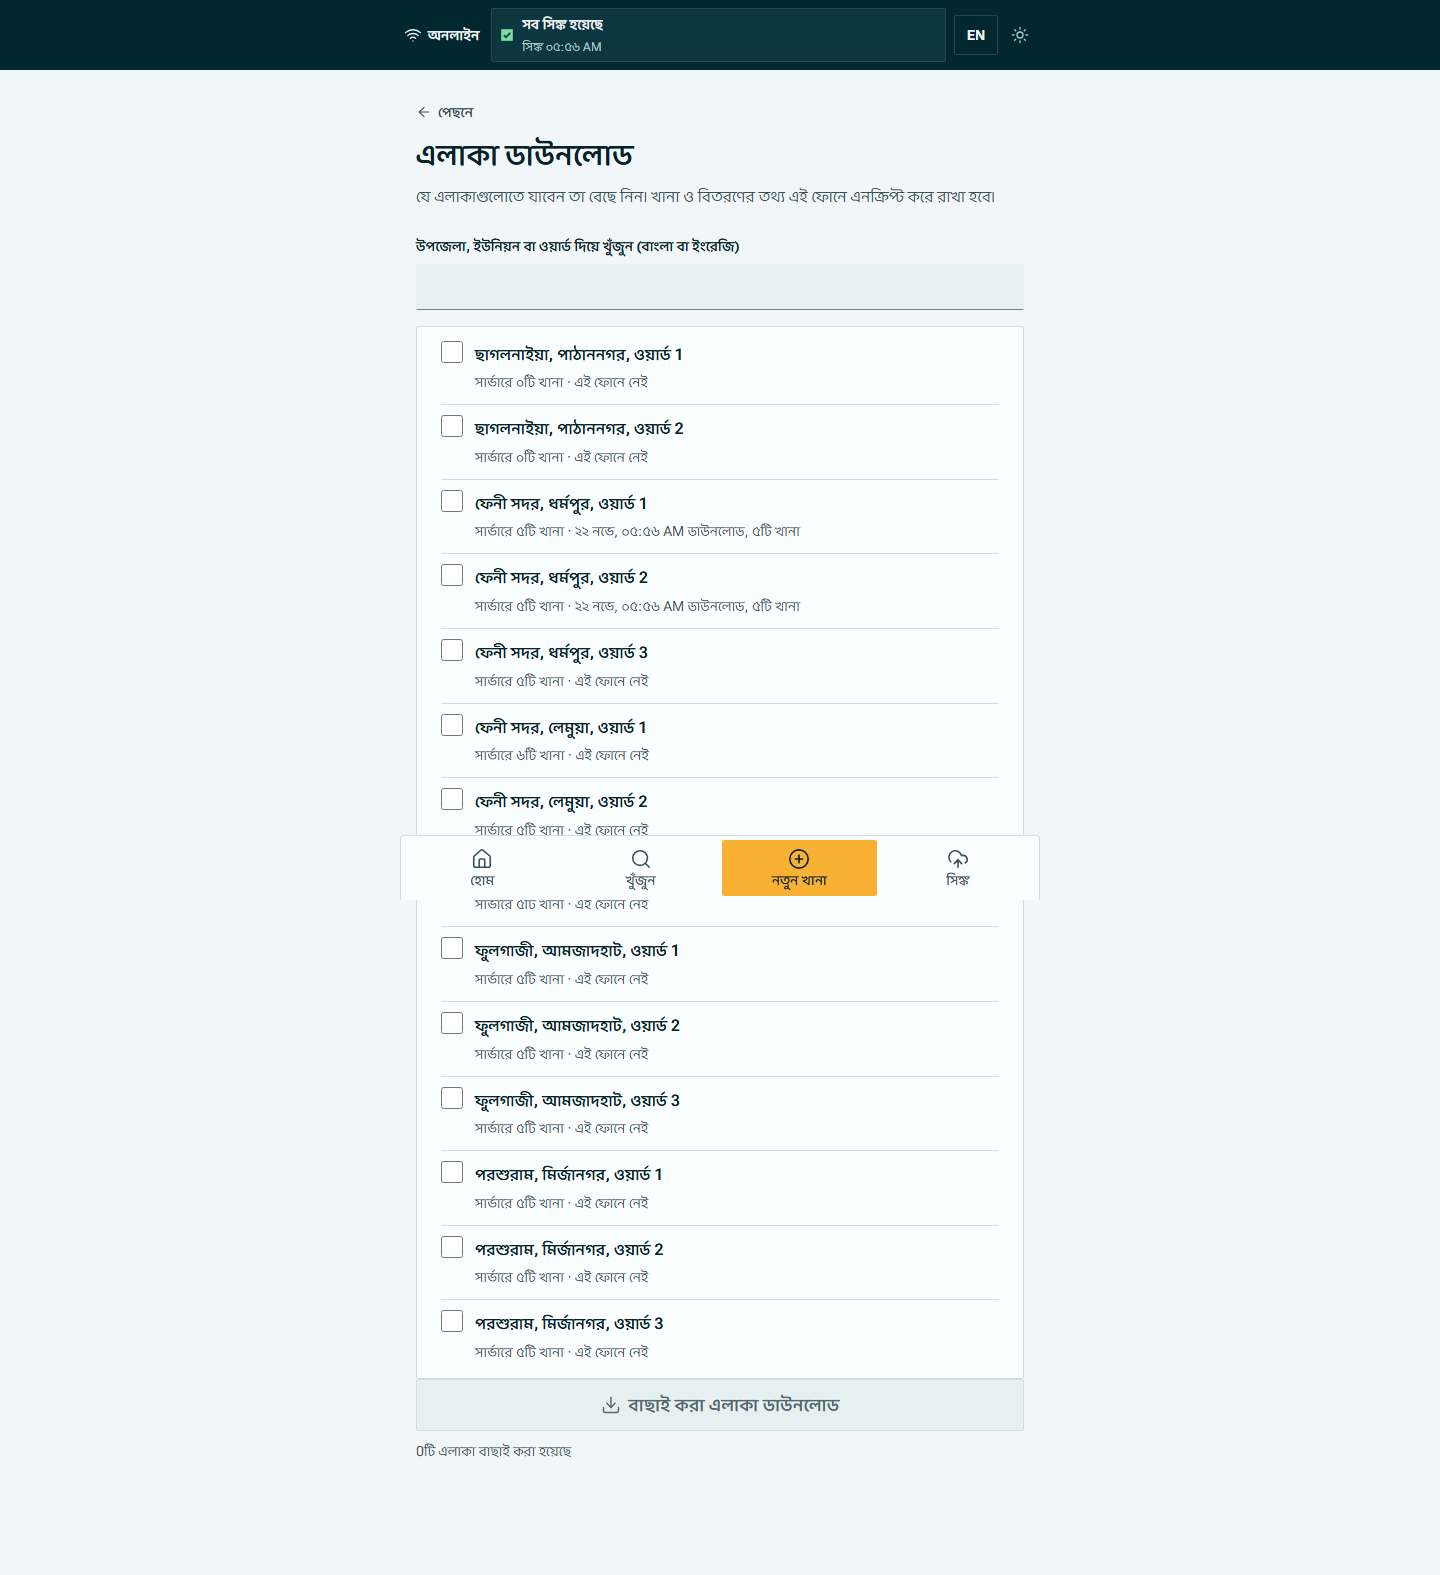 অনলাইন
সব সিঙ্ক হয়েছে
সিঙ্ক ০৫:৫৬ AM
EN
পেছনে
এলাকা ডাউনলোড
যে এলাকাগুলোতে যাবেন তা বেছে নিন। খানা ও বিতরণের তথ্য এই ফোনে এনক্রিপ্ট করে রাখা হবে।
উপজেলা, ইউনিয়ন বা ওয়ার্ড দিয়ে খুঁজুন (বাংলা বা ইংরেজি)
ছাগলনাইয়া, পাঠাননগর, ওয়ার্ড 1
সার্ভারে ০টি খানা · এই ফোনে নেই
ছাগলনাইয়া, পাঠাননগর, ওয়ার্ড 2
সার্ভারে ০টি খানা · এই ফোনে নেই
ফেনী সদর, ধর্মপুর, ওয়ার্ড 1
সার্ভারে ৫টি খানা · ২২ নভে, ০৫:৫৬ AM ডাউনলোড, ৫টি খানা
ফেনী সদর, ধর্মপুর, ওয়ার্ড 2
সার্ভারে ৫টি খানা · ২২ নভে, ০৫:৫৬ AM ডাউনলোড, ৫টি খানা
ফেনী সদর, ধর্মপুর, ওয়ার্ড 3
সার্ভারে ৫টি খানা · এই ফোনে নেই
ফেনী সদর, লেমুয়া, ওয়ার্ড 1
সার্ভারে ৬টি খানা · এই ফোনে নেই
ফেনী সদর, লেমুয়া, ওয়ার্ড 2
সার্ভারে ৫টি খানা · এই ফোনে নেই
হোম
খুঁজুন
নতুন খানা
সিঙ্ক
সার্ভারে ৫টি খানা · এই ফোনে নেই
ফুলগাজী, আমজাদহাট, ওয়ার্ড 1
সার্ভারে ৫টি খানা · এই ফোনে নেই
ফুলগাজী, আমজাদহাট, ওয়ার্ড 2
সার্ভারে ৫টি খানা · এই ফোনে নেই
ফুলগাজী, আমজাদহাট, ওয়ার্ড 3
সার্ভারে ৫টি খানা · এই ফোনে নেই
পরশুরাম, মির্জানগর, ওয়ার্ড 1
সার্ভারে ৫টি খানা · এই ফোনে নেই
পরশুরাম, মির্জানগর, ওয়ার্ড 2
সার্ভারে ৫টি খানা · এই ফোনে নেই
পরশুরাম, মির্জানগর, ওয়ার্ড 3
সার্ভারে ৫টি খানা · এই ফোনে নেই
বাছাই করা এলাকা ডাউনলোড
0টি এলাকা বাছাই করা হয়েছে